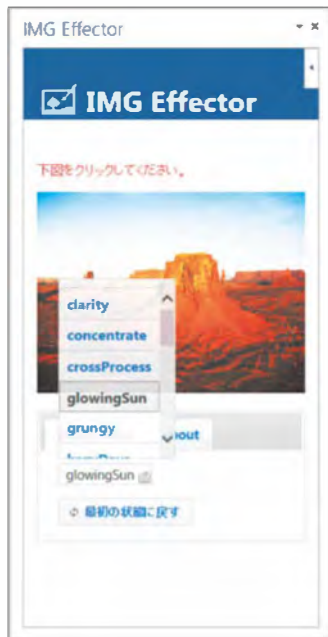 IMG Effector
IMG Effector
下図をクリックしてください。
clarity
concentrate
crossProcess
glowingSun
grungy
out
glowingSun
最初の状態に戻す